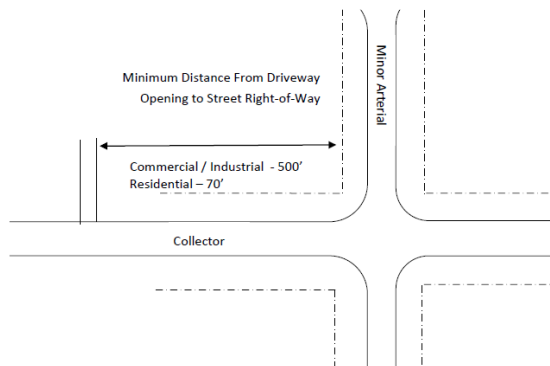 Minimum Distance From Driveway
Opening to Street Right-of-Way
Minor Arterial
Commercial / Industrial  - 500’
Residential – 70’
Collector